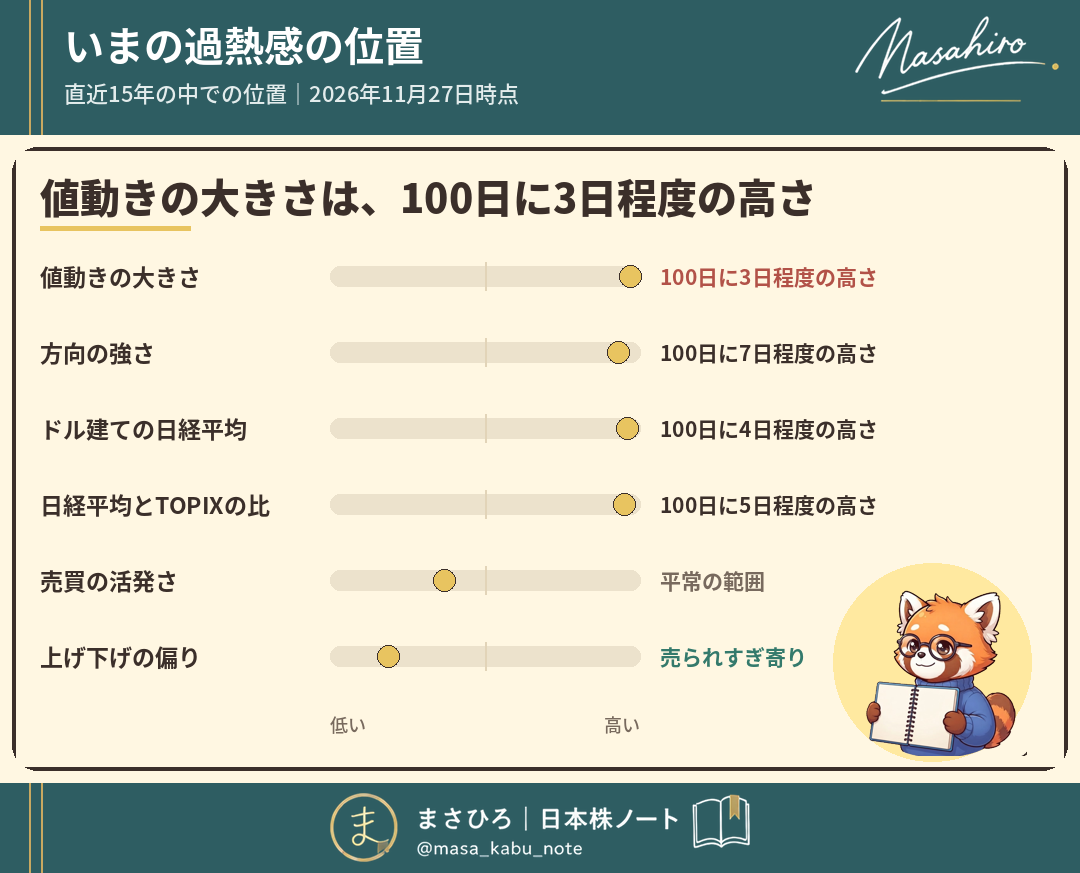 いまの過熱感の位置
直近15年の中での位置｜2026年11月27日時点
Masahiro
値動きの大きさは、100日に3日程度の高さ
値動きの大きさ 100日に3日程度の高さ
方向の強さ 100日に7日程度の高さ
ドル建ての日経平均 100日に4日程度の高さ
日経平均とTOPIXの比 100日に5日程度の高さ
売買の活発さ 平常の範囲
上げ下げの偏り 売られすぎ寄り
低い 高い
ま
まさひろ｜日本株ノート
@masa_kabu_note